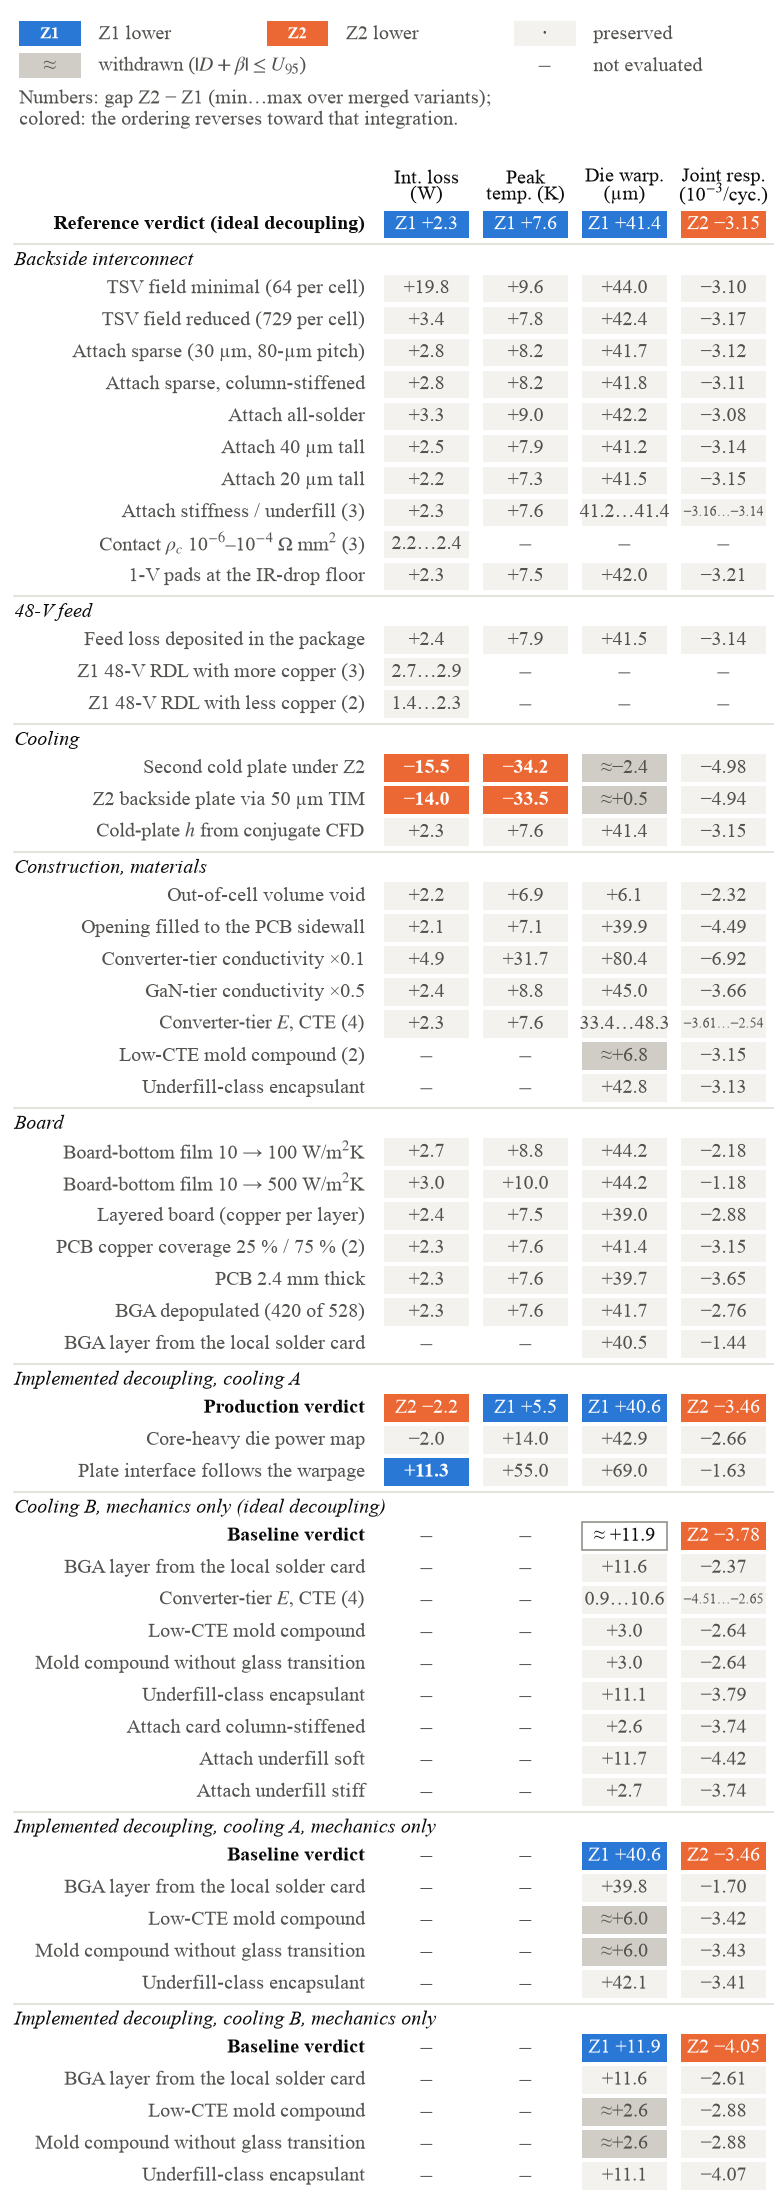 Z1 Z1 lower Z2 Z2 lower · preserved
≈ withdrawn (|D + β| ≤ U95) – not evaluated
Numbers: gap Z2 − Z1 (min…max over merged variants);
colored: the ordering reverses toward that integration.
Int. loss (W) Peak temp. (K) Die warp. (µm) Joint resp. (10⁻³/cyc.)
Reference verdict (ideal decoupling) Z1 +2.3 Z1 +7.6 Z1 +41.4 Z2 −3.15
Backside interconnect
TSV field minimal (64 per cell) +19.8 +9.6 +44.0 −3.10
TSV field reduced (729 per cell) +3.4 +7.8 +42.4 −3.17
Attach sparse (30 µm, 80-µm pitch) +2.8 +8.2 +41.7 −3.12
Attach sparse, column-stiffened +2.8 +8.2 +41.8 −3.11
Attach all-solder +3.3 +9.0 +42.2 −3.08
Attach 40 µm tall +2.5 +7.9 +41.2 −3.14
Attach 20 µm tall +2.2 +7.3 +41.5 −3.15
Attach stiffness / underfill (3) +2.3 +7.6 41.2…41.4 −3.16…−3.14
Contact ρc 10⁻⁶–10⁻⁴ Ω mm² (3) 2.2…2.4 – – –
1-V pads at the IR-drop floor +2.3 +7.5 +42.0 −3.21
48-V feed
Feed loss deposited in the package +2.4 +7.9 +41.5 −3.14
Z1 48-V RDL with more copper (3) 2.7…2.9 – – –
Z1 48-V RDL with less copper (2) 1.4…2.3 – – –
Cooling
Second cold plate under Z2 −15.5 −34.2 ≈−2.4 −4.98
Z2 backside plate via 50 µm TIM −14.0 −33.5 ≈+0.5 −4.94
Cold-plate h from conjugate CFD +2.3 +7.6 +41.4 −3.15
Construction, materials
Out-of-cell volume void +2.2 +6.9 +6.1 −2.32
Opening filled to the PCB sidewall +2.1 +7.1 +39.9 −4.49
Converter-tier conductivity ×0.1 +4.9 +31.7 +80.4 −6.92
GaN-tier conductivity ×0.5 +2.4 +8.8 +45.0 −3.66
Converter-tier E, CTE (4) +2.3 +7.6 33.4…48.3 −3.61…−2.54
Low-CTE mold compound (2) – – ≈+6.8 −3.15
Underfill-class encapsulant – – +42.8 −3.13
Board
Board-bottom film 10 → 100 W/m²K +2.7 +8.8 +44.2 −2.18
Board-bottom film 10 → 500 W/m²K +3.0 +10.0 +44.2 −1.18
Layered board (copper per layer) +2.4 +7.5 +39.0 −2.88
PCB copper coverage 25 % / 75 % (2) +2.3 +7.6 +41.4 −3.15
PCB 2.4 mm thick +2.3 +7.6 +39.7 −3.65
BGA depopulated (420 of 528) +2.3 +7.6 +41.7 −2.76
BGA layer from the local solder card – – +40.5 −1.44
Implemented decoupling, cooling A
Production verdict Z2 −2.2 Z1 +5.5 Z1 +40.6 Z2 −3.46
Core-heavy die power map −2.0 +14.0 +42.9 −2.66
Plate interface follows the warpage +11.3 +55.0 +69.0 −1.63
Cooling B, mechanics only (ideal decoupling)
Baseline verdict – – ≈ +11.9 Z2 −3.78
BGA layer from the local solder card – – +11.6 −2.37
Converter-tier E, CTE (4) – – 0.9…10.6 −4.51…−2.65
Low-CTE mold compound – – +3.0 −2.64
Mold compound without glass transition – – +3.0 −2.64
Underfill-class encapsulant – – +11.1 −3.79
Attach card column-stiffened – – +2.6 −3.74
Attach underfill soft – – +11.7 −4.42
Attach underfill stiff – – +2.7 −3.74
Implemented decoupling, cooling A, mechanics only
Baseline verdict – – Z1 +40.6 Z2 −3.46
BGA layer from the local solder card – – +39.8 −1.70
Low-CTE mold compound – – ≈+6.0 −3.42
Mold compound without glass transition – – ≈+6.0 −3.43
Underfill-class encapsulant – – +42.1 −3.41
Implemented decoupling, cooling B, mechanics only
Baseline verdict – – Z1 +11.9 Z2 −4.05
BGA layer from the local solder card – – +11.6 −2.61
Low-CTE mold compound – – ≈+2.6 −2.88
Mold compound without glass transition – – ≈+2.6 −2.88
Underfill-class encapsulant – – +11.1 −4.07